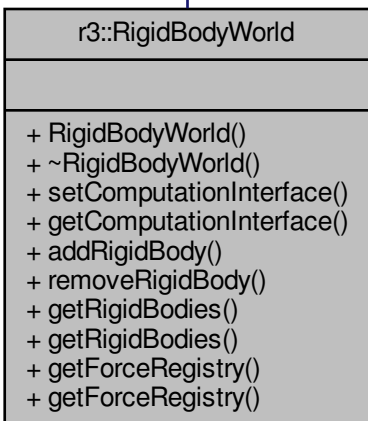 r3::RigidBodyWorld
+ RigidBodyWorld()
+ ~RigidBodyWorld()
+ setComputationInterface()
+ getComputationInterface()
+ addRigidBody()
+ removeRigidBody()
+ getRigidBodies()
+ getRigidBodies()
+ getForceRegistry()
+ getForceRegistry()